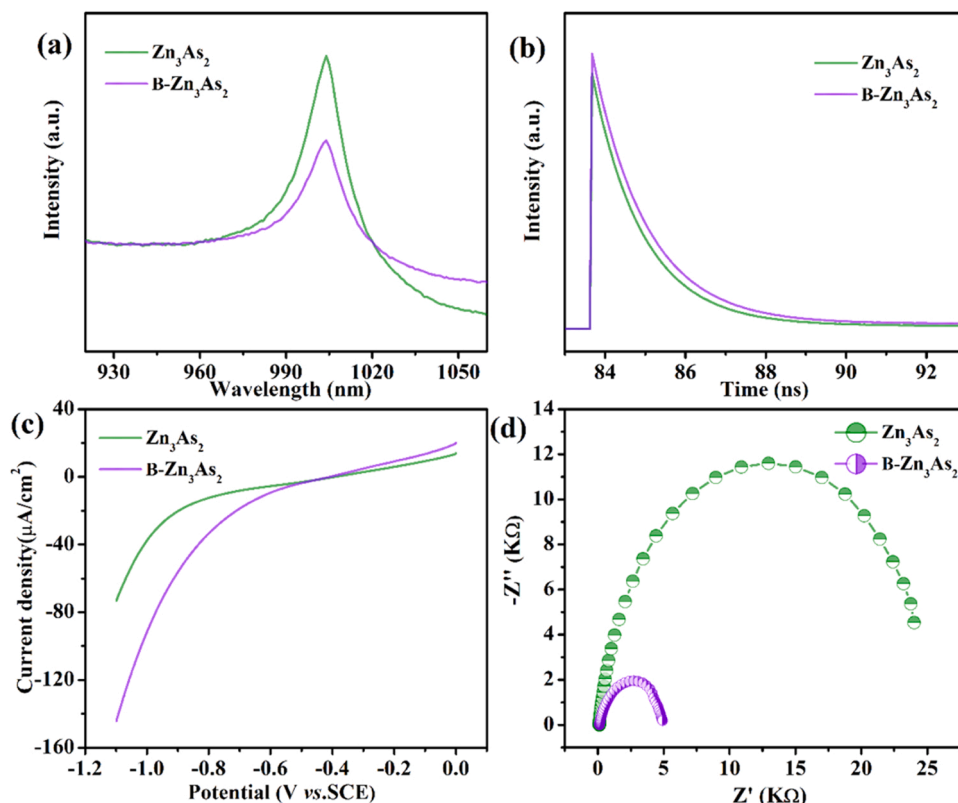 (a)
Zn₃As₂
B-Zn₃As₂
Intensity (a.u.)
930 960 990 1020 1050
Wavelength (nm)
(b)
Zn₃As₂
B-Zn₃As₂
Intensity (a.u.)
84 86 88 90 92
Time (ns)
(c)
Zn₃As₂
B-Zn₃As₂
Current density(μA/cm²)
40
0
-40
-80
-120
-160
-1.2 -1.0 -0.8 -0.6 -0.4 -0.2 0.0
Potential (V vs.SCE)
(d)
Zn₃As₂
B-Zn₃As₂
-Z'' (KΩ)
14
12
10
8
6
4
2
0
0 5 10 15 20 25
Z' (KΩ)